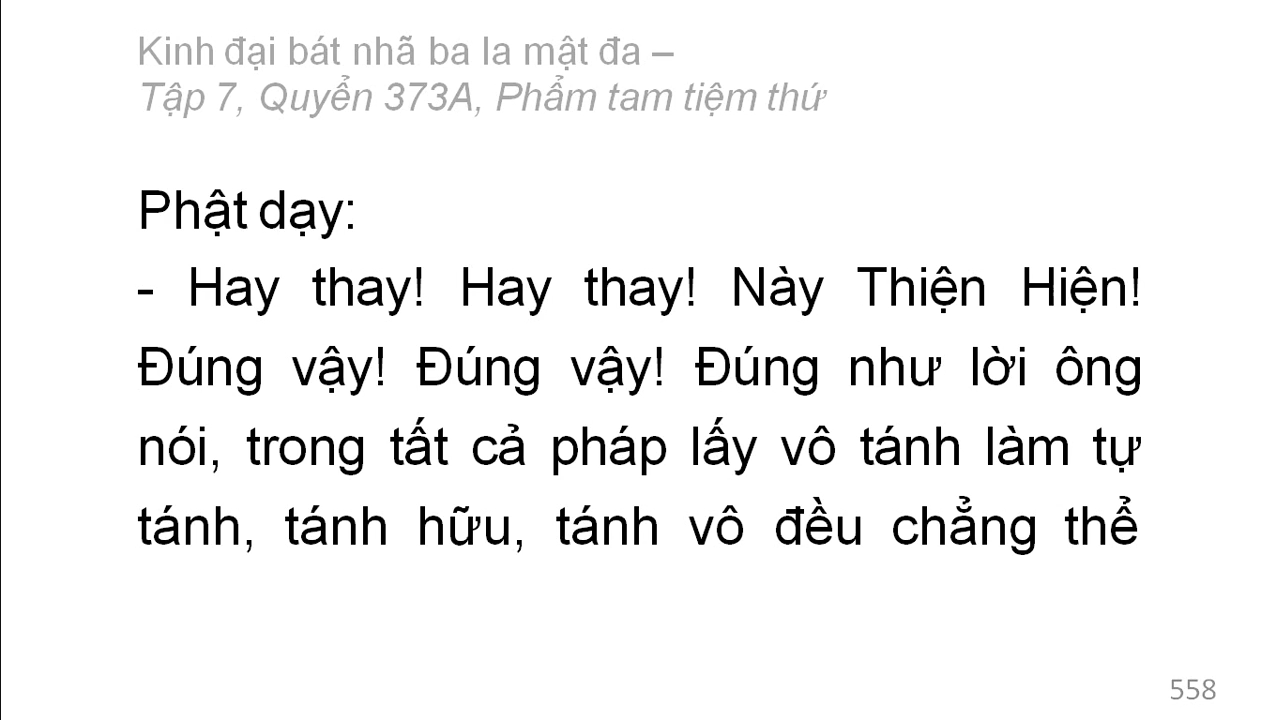 Kinh đại bát nhã ba la mật đa –
Tập 7, Quyển 373A, Phẩm tam tiệm thứ
Phật dạy:
- Hay thay! Hay thay! Này Thiện Hiện!
Đúng vậy! Đúng vậy! Đúng như lời ông
nói, trong tất cả pháp lấy vô tánh làm tự
tánh, tánh hữu, tánh vô đều chẳng thể
558